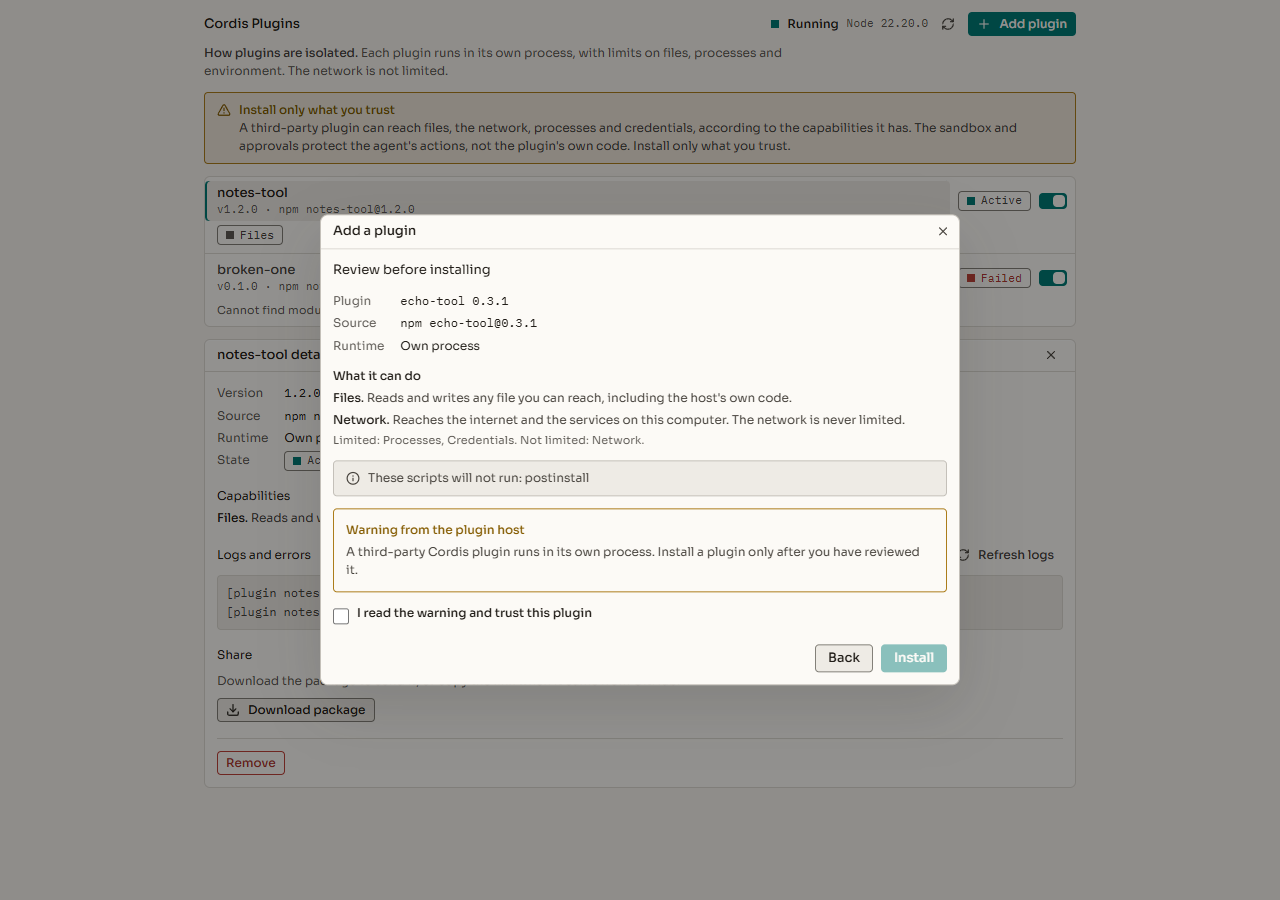 Cordis Plugins
Running Node 22.20.0
Add plugin
How plugins are isolated. Each plugin runs in its own process, with limits on files, processes and
environment. The network is not limited.
Install only what you trust
A third-party plugin can reach files, the network, processes and credentials, according to the capabilities it has. The sandbox and
approvals protect the agent's actions, not the plugin's own code. Install only what you trust.
notes-tool
v1.2.0 · npm notes-tool@1.2.0
Active
Files
broken-one
v0.1.0 · npm
Failed
Cannot find
notes-tool
Version 1.2.0
Source npm
Runtime Own
State
Capabilities
Files. Reads and
Logs and errors
Refresh logs
[plugin notes
[plugin notes
Share
Download the
Download package
Remove
Add a plugin
Review before installing
Plugin echo-tool 0.3.1
Source npm echo-tool@0.3.1
Runtime Own process
What it can do
Files. Reads and writes any file you can reach, including the host's own code.
Network. Reaches the internet and the services on this computer. The network is never limited.
Limited: Processes, Credentials. Not limited: Network.
These scripts will not run: postinstall
Warning from the plugin host
A third-party Cordis plugin runs in its own process. Install a plugin only after you have reviewed
it.
I read the warning and trust this plugin
Back
Install